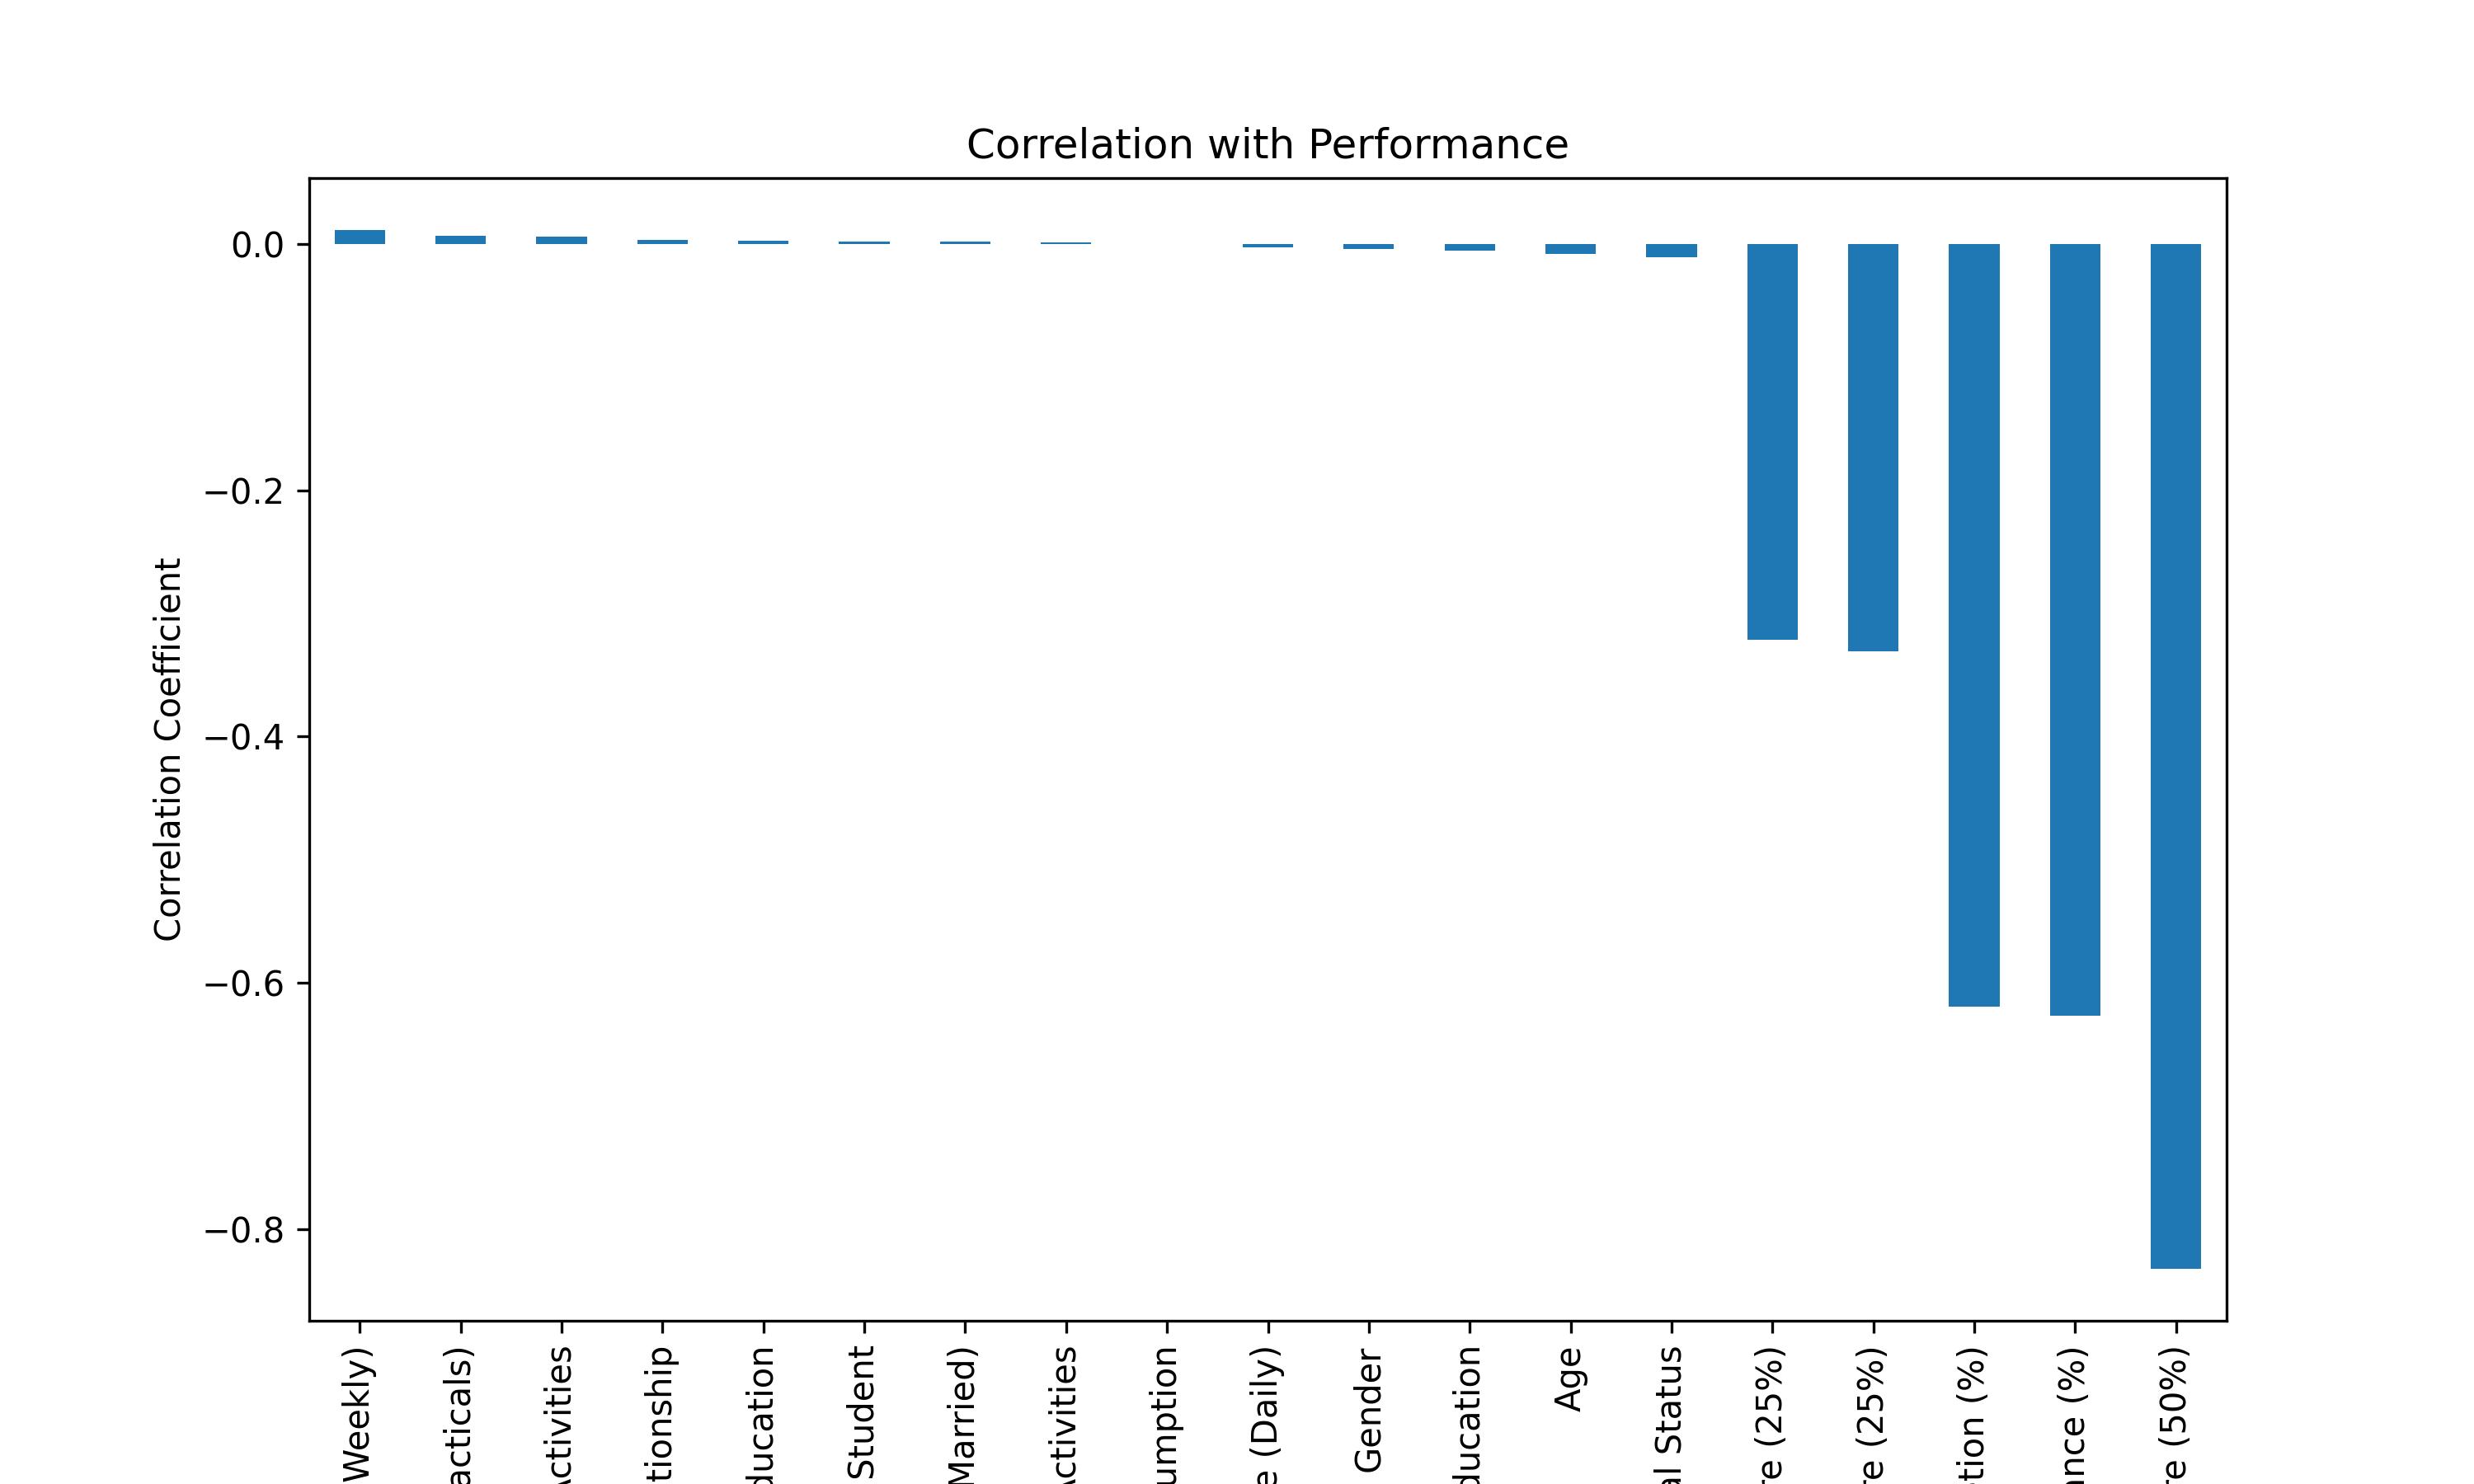 Correlation with Performance
Correlation Coefficient
0.0
−0.2
−0.4
−0.6
−0.8
Weekly)
acticals)
Activities
tionship
ducation
Student
Married)
Activities
umption
e (Daily)
Gender
ducation
Age
al Status
re (25%)
re (25%)
tion (%)
nce (%)
re (50%)